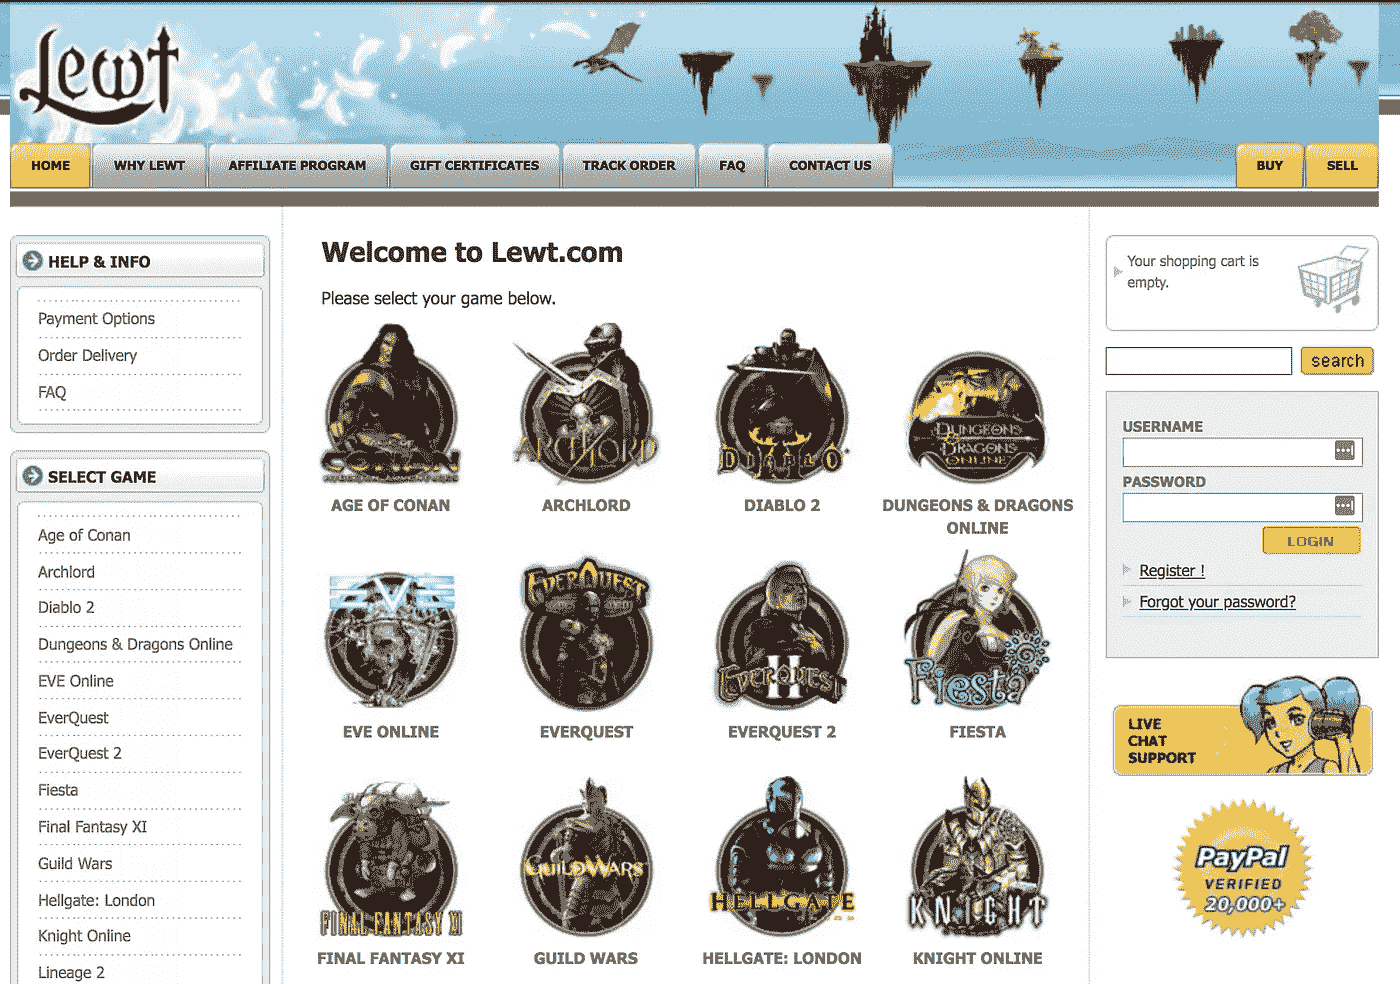 Lewt
HOME
WHY LEWT
AFFILIATE PROGRAM
GIFT CERTIFICATES
TRACK ORDER
FAQ
CONTACT US
BUY
SELL
HELP & INFO
Payment Options
Order Delivery
FAQ
SELECT GAME
Age of Conan
Archlord
Diablo 2
Dungeons & Dragons Online
EVE Online
EverQuest
EverQuest 2
Fiesta
Final Fantasy XI
Guild Wars
Hellgate: London
Knight Online
Lineage 2
Welcome to Lewt.com
Please select your game below.
CONAN
ARCHLORD
DIABLO
DUNGEONS
DRAGONS
ONLINE
AGE OF CONAN
ARCHLORD
DIABLO 2
DUNGEONS & DRAGONS
ONLINE
EVE
EVERQUEST
EVERQUEST
II
Fiesta
EVE ONLINE
EVERQUEST
EVERQUEST 2
FIESTA
FINAL FANTASY XI
GUILDWARS
HELLGATE
KNIGHT
FINAL FANTASY XI
GUILD WARS
HELLGATE: LONDON
KNIGHT ONLINE
Your shopping cart is
empty.
search
USERNAME
PASSWORD
LOGIN
Register !
Forgot your password?
LIVE
CHAT
SUPPORT
PayPal
VERIFIED
20,000+